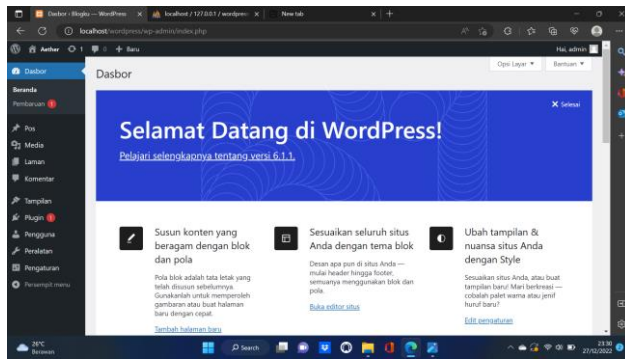 Dasbor ‹ Blogku — WordPress
localhost / 127.0.0.1 / wordpress
New tab
localhost/wordpress/wp-admin/index.php
Aether
1
0
Baru
Hai, admin
Dasbor
Beranda
Pembaruan 1
Pos
Media
Laman
Komentar
Tampilan
Plugin 1
Pengguna
Peralatan
Pengaturan
Persempit menu
Dasbor
Opsi Layar
Bantuan
Selesai
Selamat Datang di WordPress!
Pelajari selengkapnya tentang versi 6.1.1.
Susun konten yang
beragam dengan blok
dan pola
Pola blok adalah tata letak yang
telah disusun sebelumnya.
Gunakanlah untuk memperoleh
gambaran atau buat halaman
baru dengan cepat.
Tambah halaman baru
Sesuaikan seluruh situs
Anda dengan tema blok
Desain apa pun di situs Anda —
mulai header hingga footer,
semuanya menggunakan blok dan
pola.
Buka editor situs
Ubah tampilan &
nuansa situs Anda
dengan Style
Sesuaikan situs Anda, atau buat
tampilan baru! Mari berkreasi —
cobalah palet warna atau jenif
huruf baru?
Edit pengaturan
26°C
Berawan
Search
23:30
27/12/2022